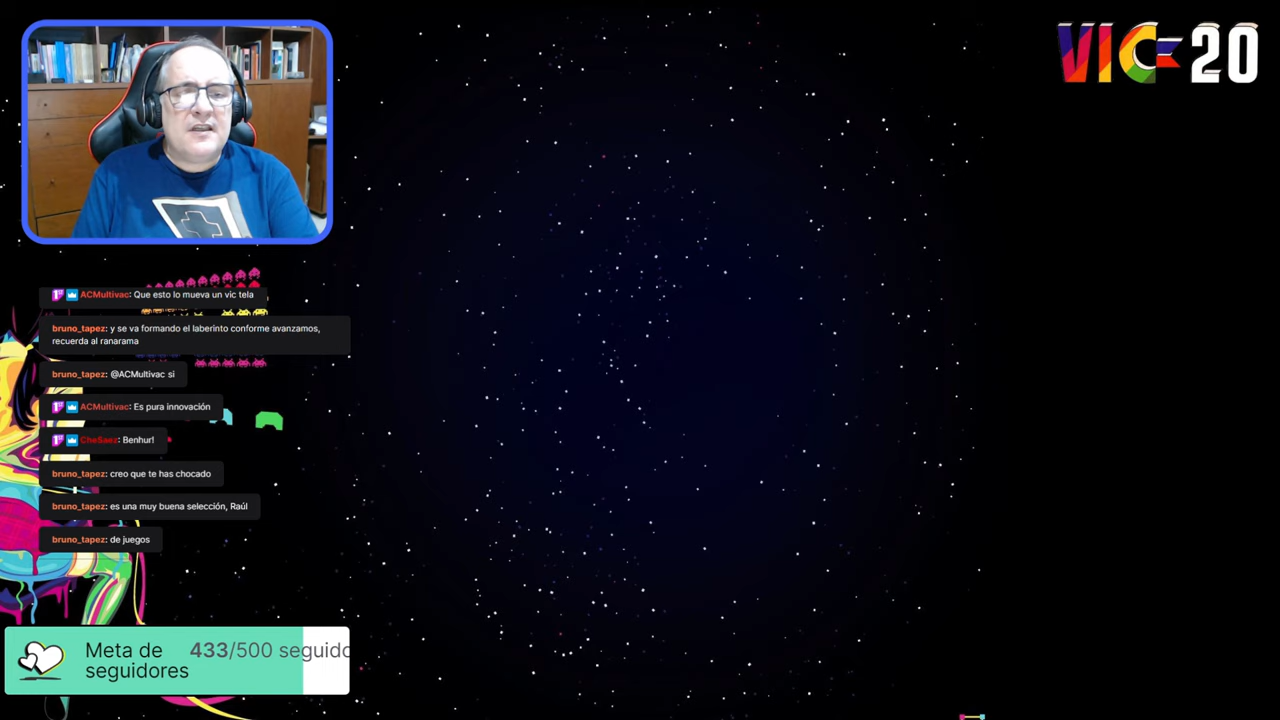 VIC 20
ACMultivac: Que esto lo mueva un vic tela
bruno_tapez: y se va formando el laberinto conforme avanzamos,
recuerda al ranarama
bruno_tapez: @ACMultivac si
ACMultivac: Es pura innovación
CheSaez: Benhur!
bruno_tapez: creo que te has chocado
bruno_tapez: es una muy buena selección, Raúl
bruno_tapez: de juegos
Meta de
seguidores
433/500 seguido